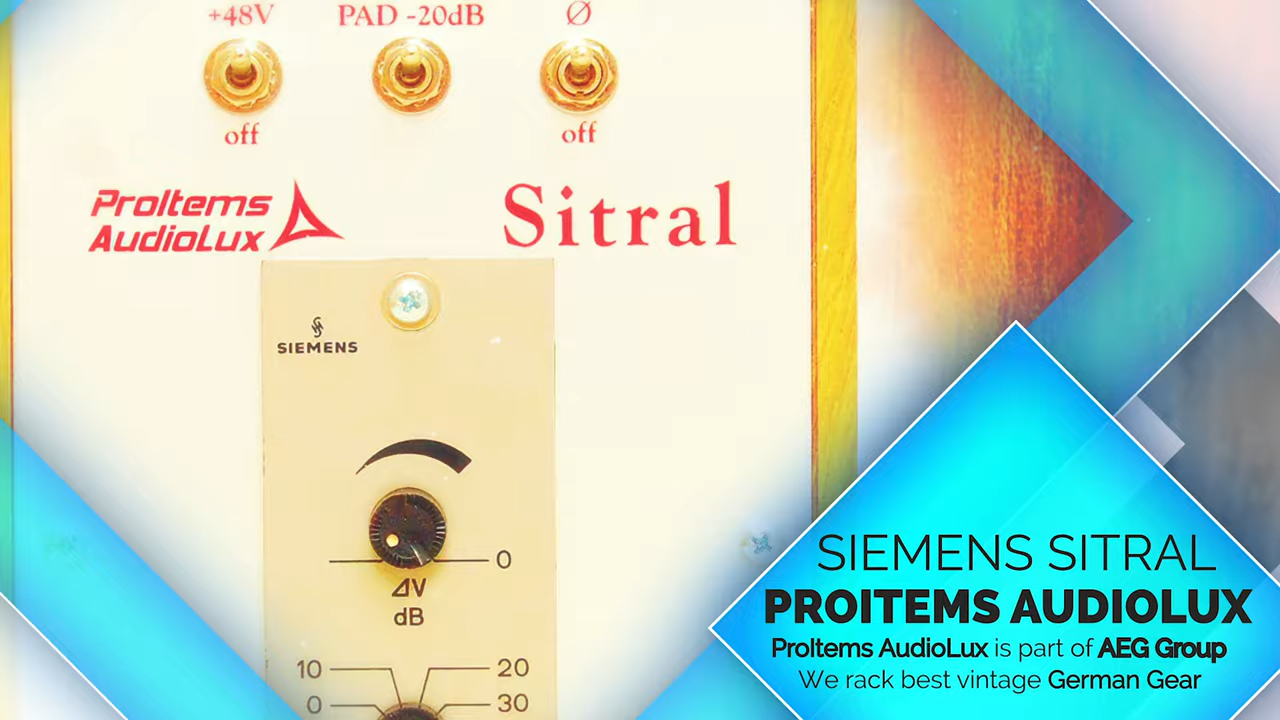 +48V PAD -20dB Ø
off off
ProItems
AudioLux
Sitral
SIEMENS
0
ΔV
dB
10 20
0 30
SIEMENS SITRAL
PROITEMS AUDIOLUX
ProItems AudioLux is part of AEG Group
We rack best vintage German Gear